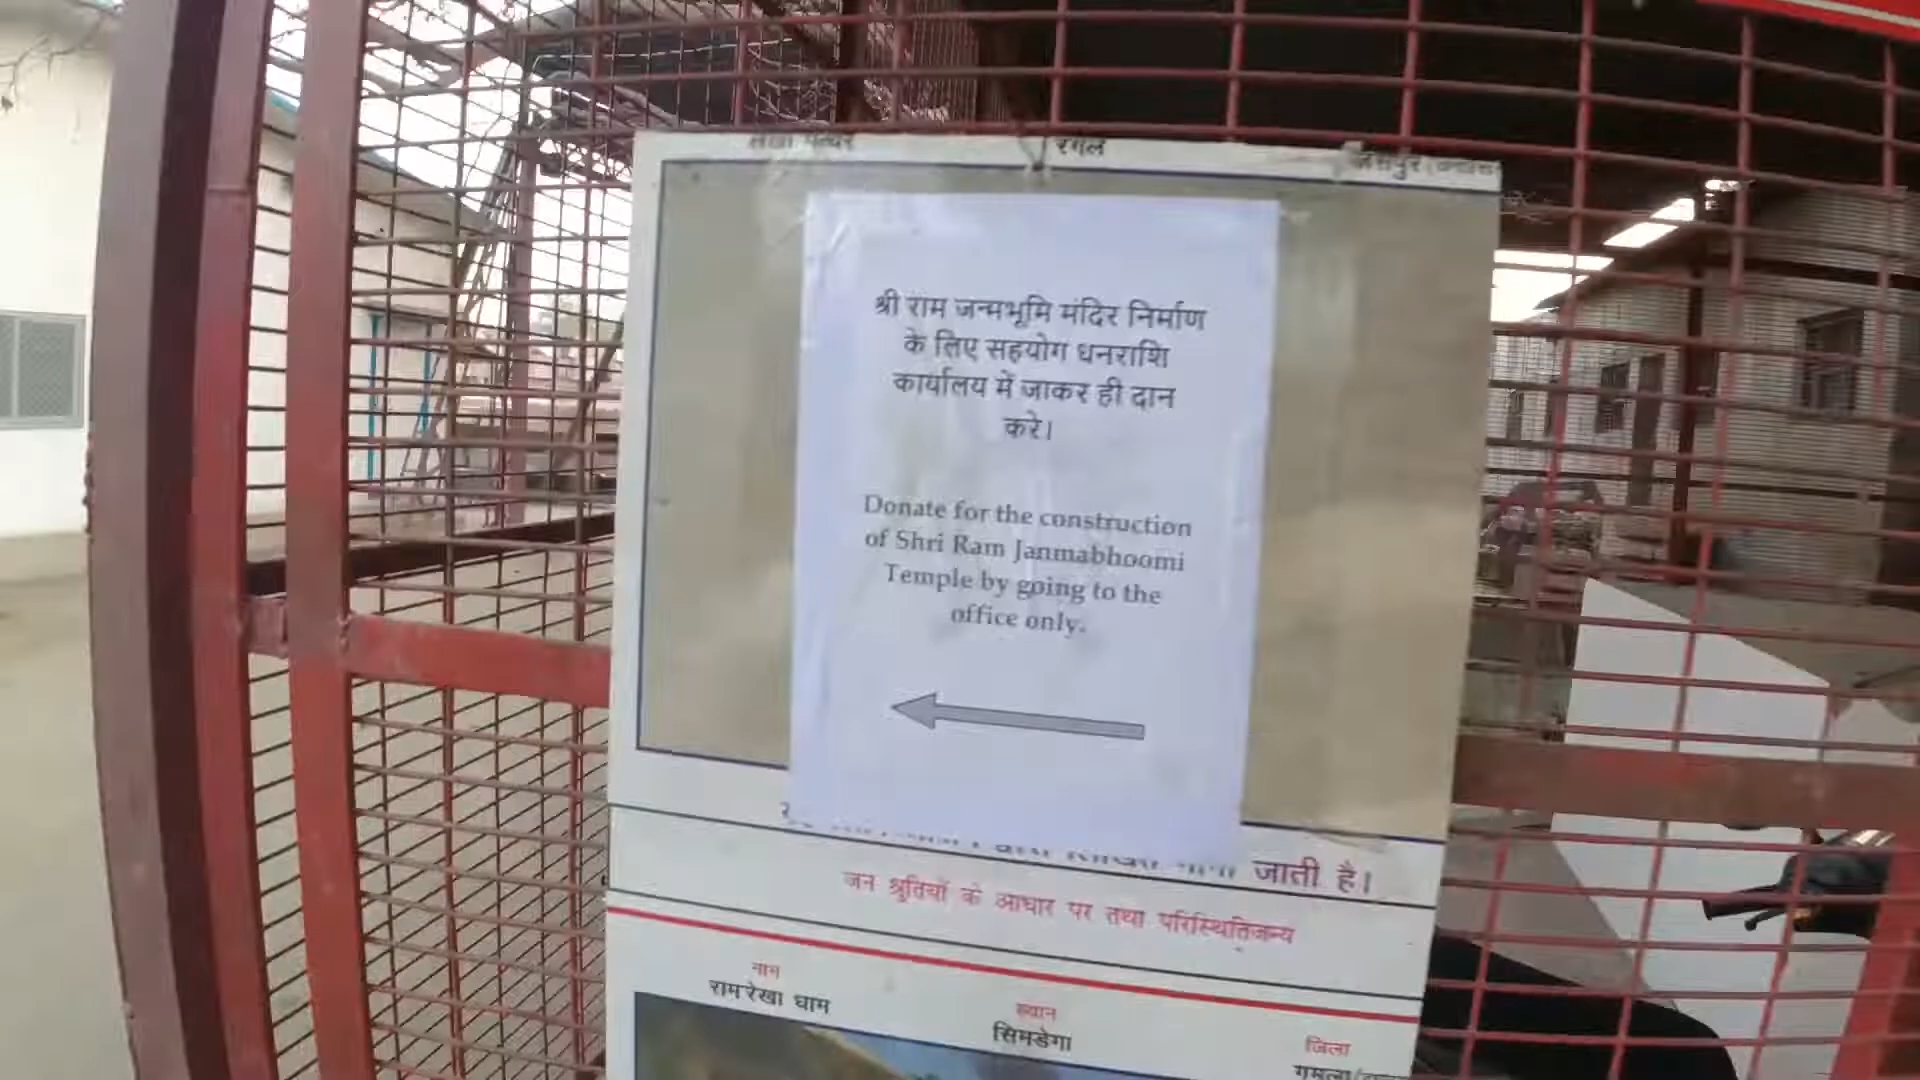 रगल
श्री राम जन्मभूमि मंदिर निर्माण
के लिए सहयोग धनराशि
कार्यालय में जाकर ही दान
करे।
Donate for the construction
of Shri Ram Janmabhoomi
Temple by going to the
office only.
जाती है।
जन श्रुतियों के आधार पर तथा परिस्थितिजन्य
नाम
रामरेखा धाम
स्थान
सिमडेगा
जिला